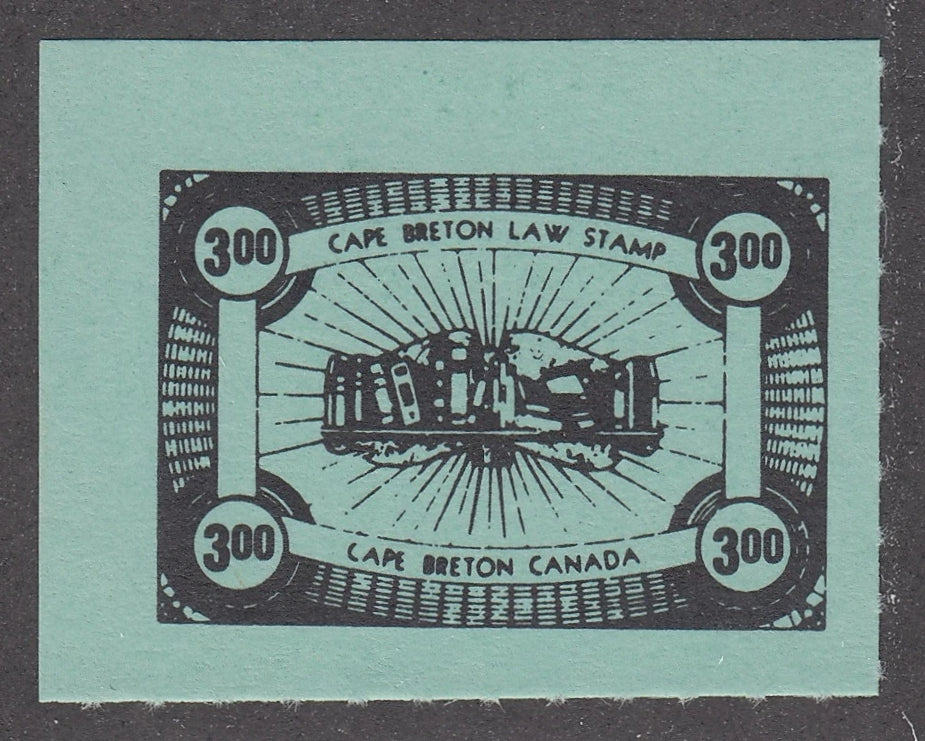 300 CAPE BRETON LAW STAMP 300
300 CAPE BRETON CANADA 300